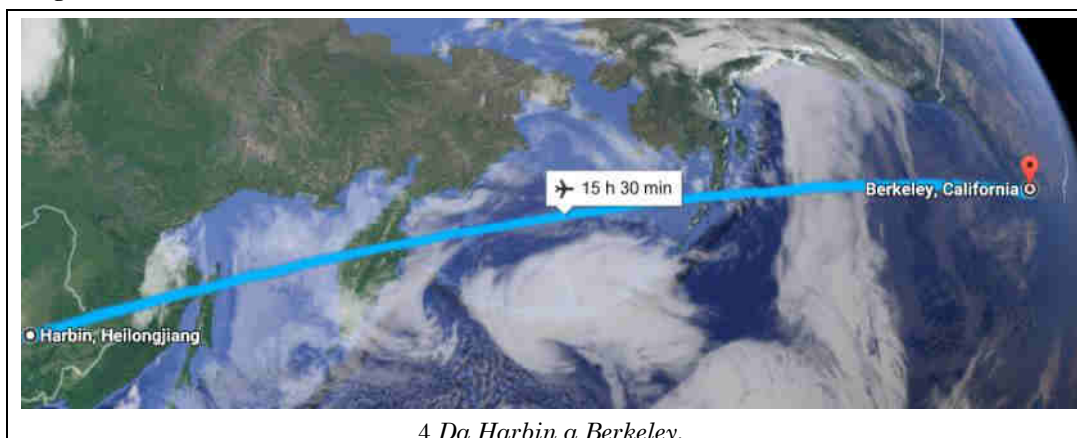 15 h 30 min
Berkeley, California
Harbin, Heilongjiang
4 Da Harbin a Berkeley.